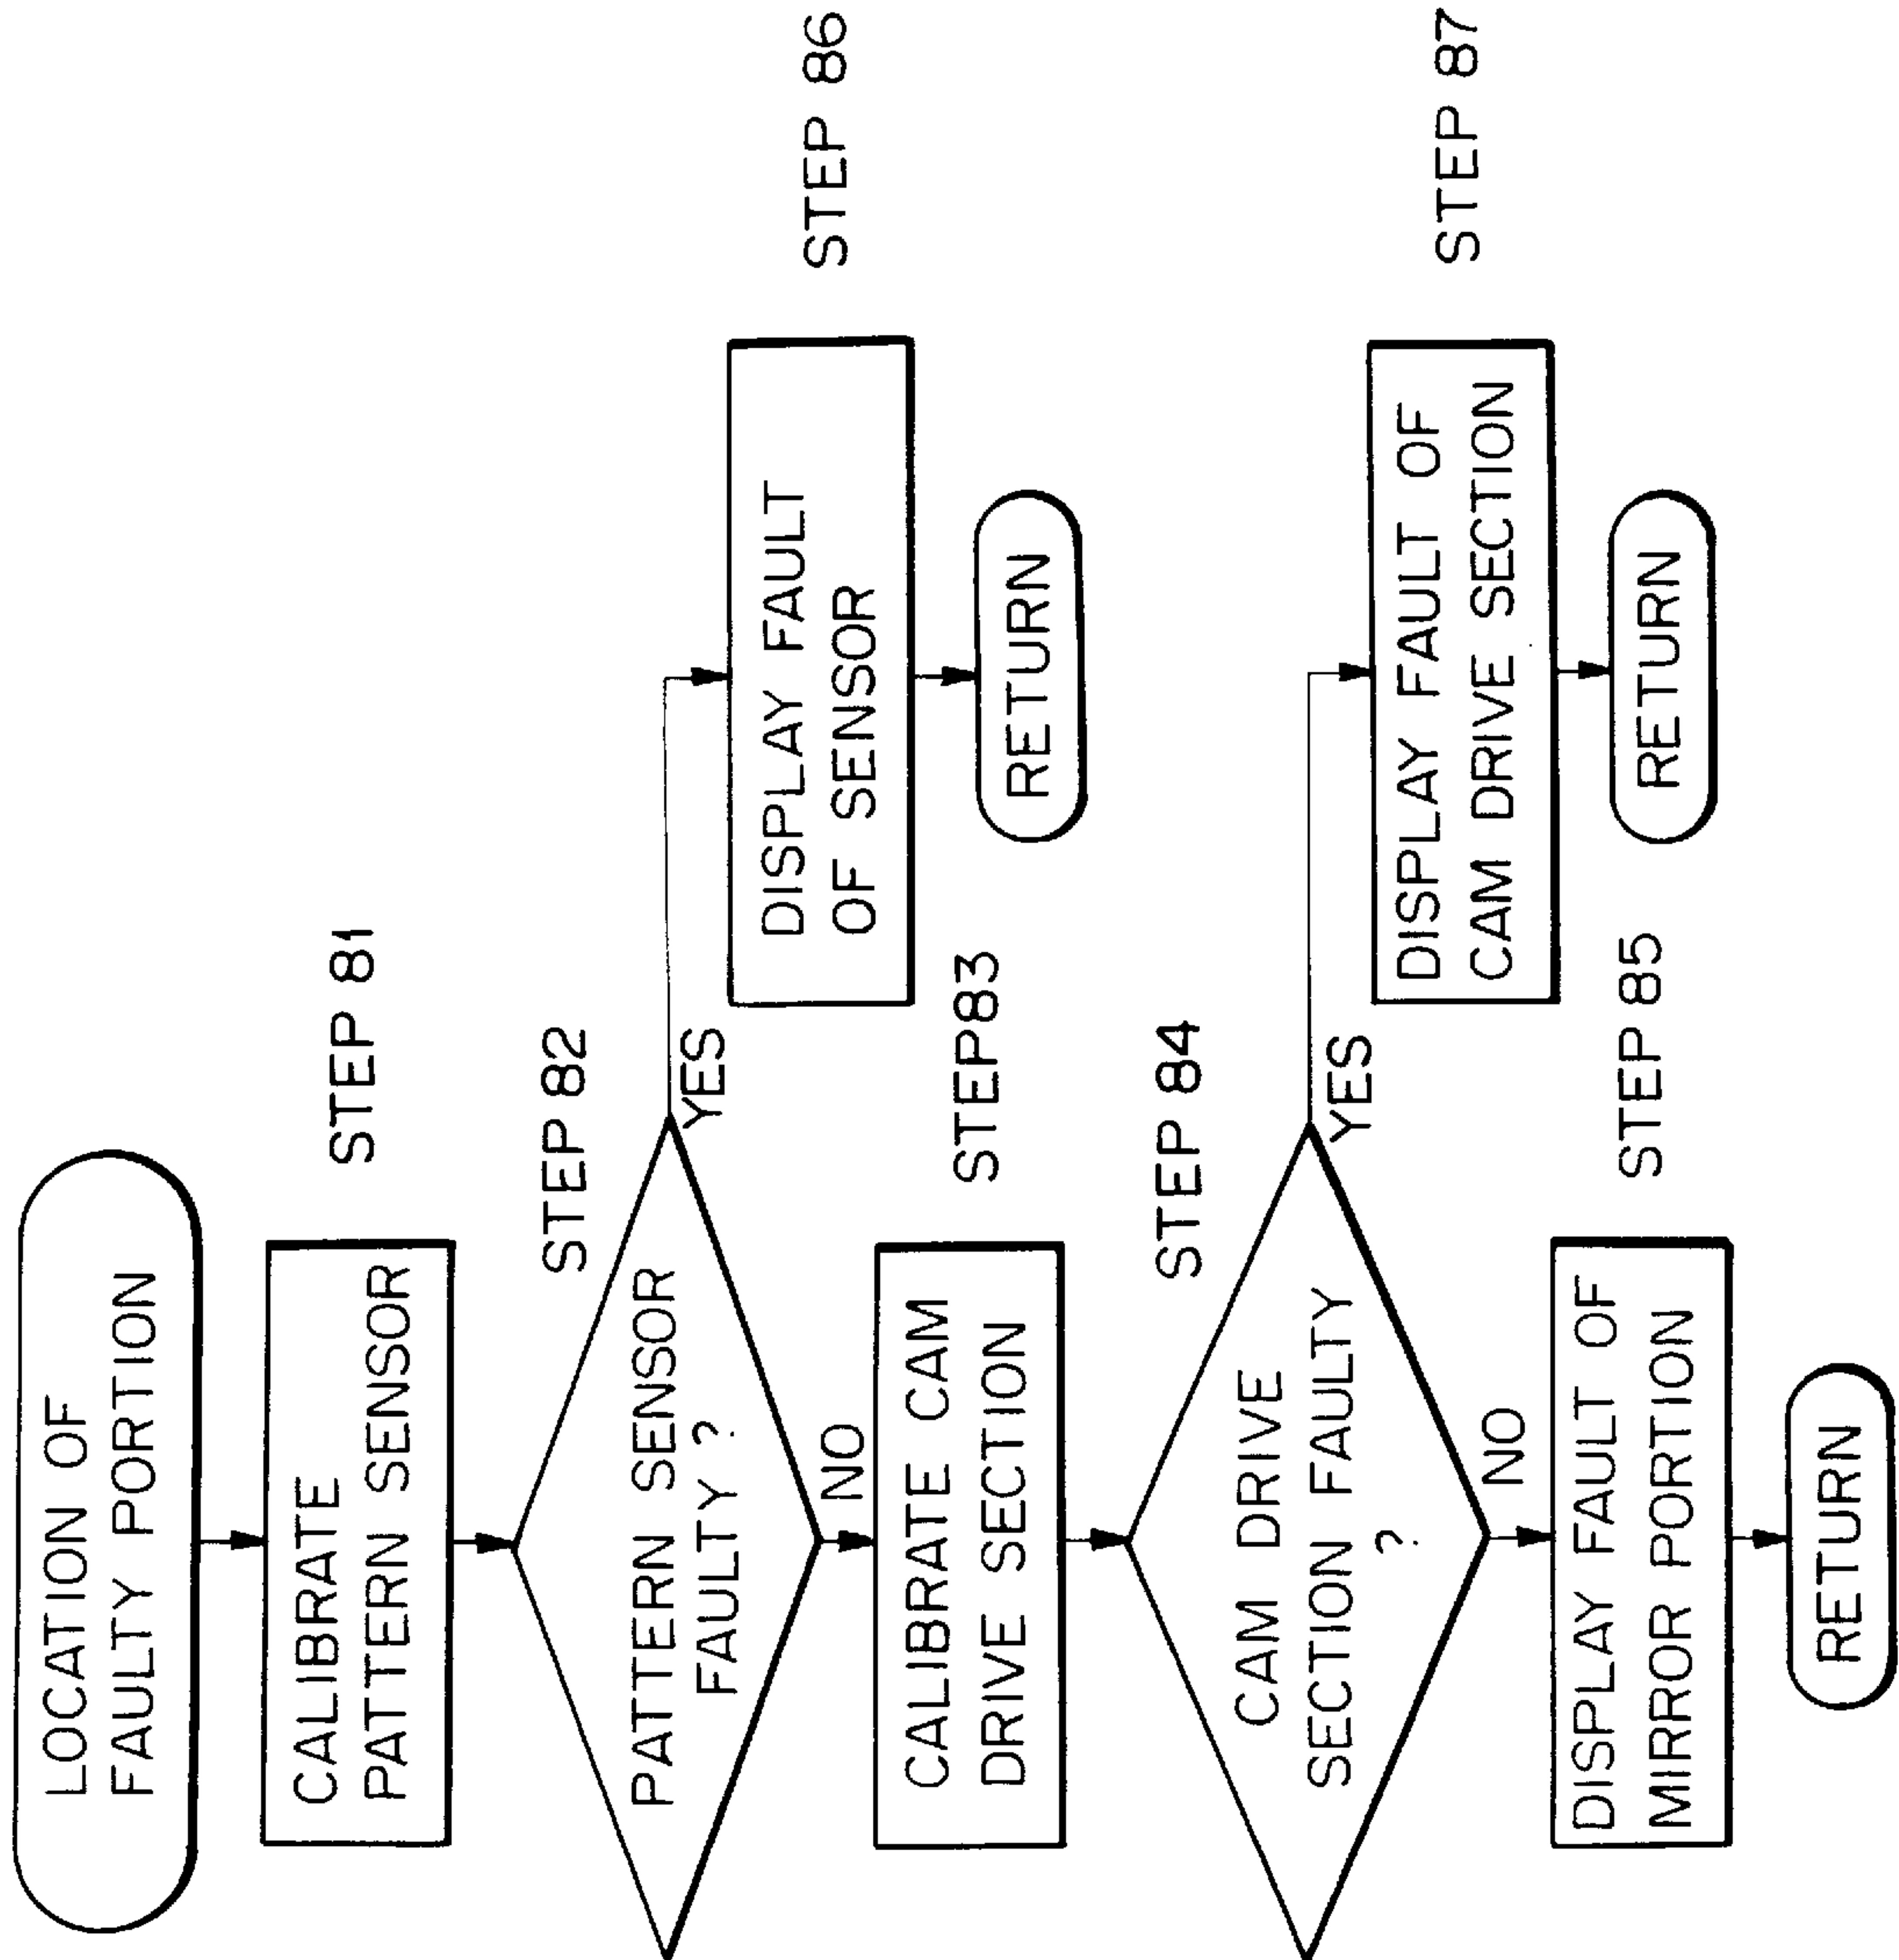 LOCATION OF
FAULTY PORTION
STEP 81
CALIBRATE
PATTERN SENSOR
STEP 82
PATTERN SENSOR
FAULTY ?
YES
NO
STEP 86
DISPLAY FAULT
OF SENSOR
RETURN
STEP83
CALIBRATE CAM
DRIVE SECTION
STEP 84
CAM DRIVE
SECTION FAULTY
?
YES
NO
STEP 87
DISPLAY FAULT OF
CAM DRIVE SECTION
RETURN
STEP 85
DISPLAY FAULT OF
MIRROR PORTION
RETURN